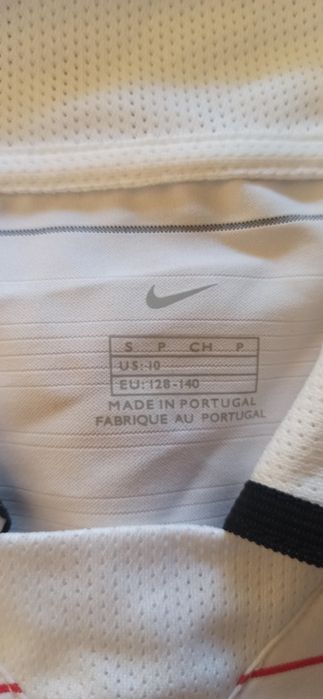 S P CH P
US: 10
EU: 128-140
MADE IN PORTUGAL
FABRIQUE AU PORTUGAL